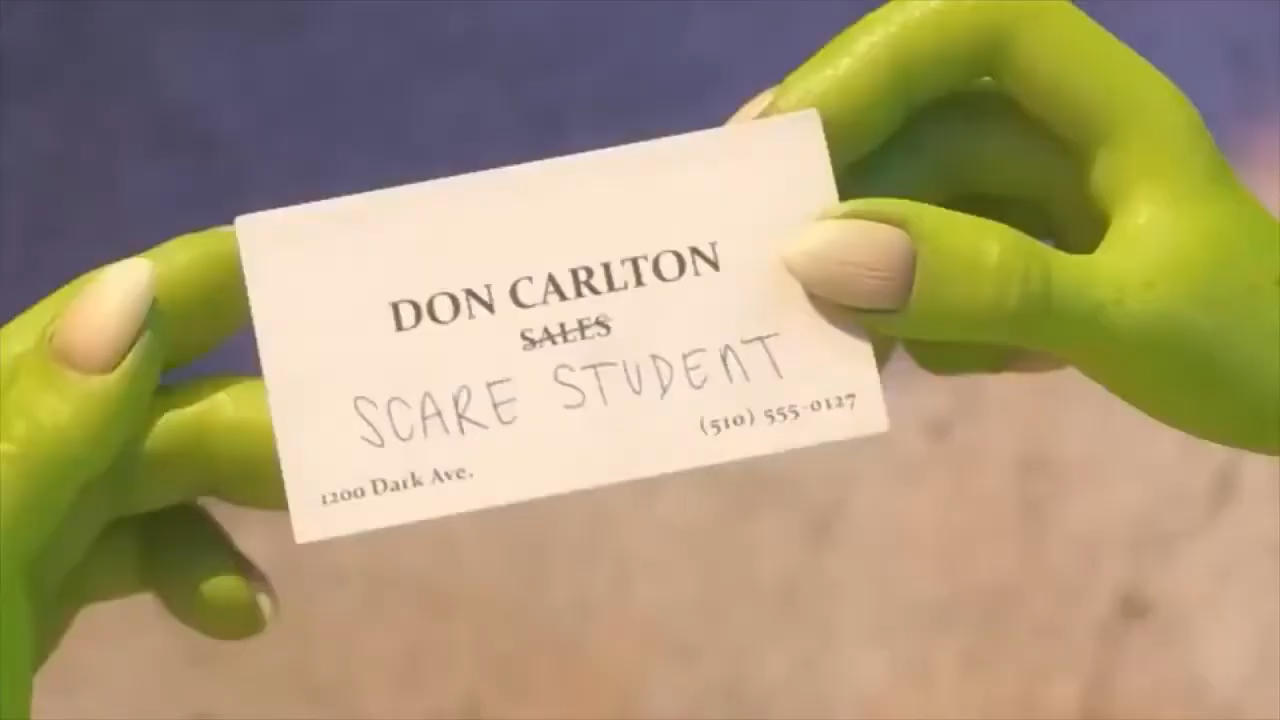 DON CARLTON
SALES
SCARE STUDENT
(510) 555-0127
1200 Dark Ave.